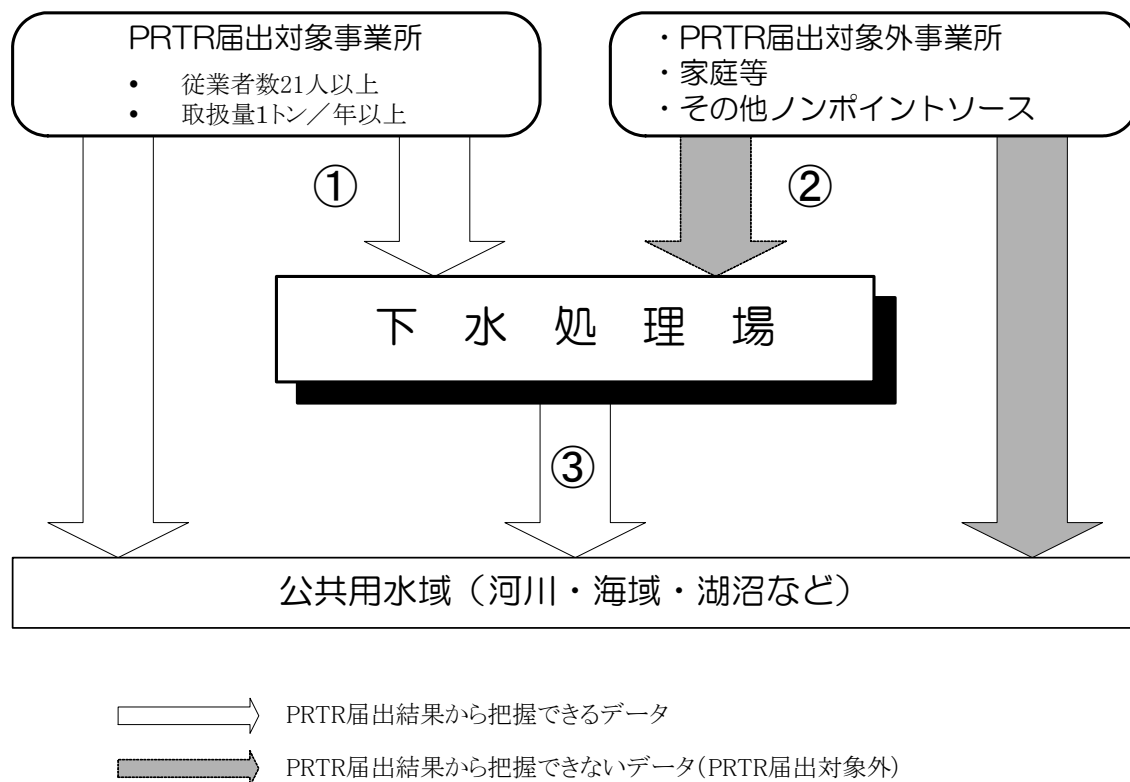 PRTR届出対象事業所
• 従業者数21人以上
• 取扱量1トン／年以上
・PRTR届出対象外事業所
・家庭等
・その他ノンポイントソース
①
②
下水処理場
③
公共用水域（河川・海域・湖沼など）
PRTR届出結果から把握できるデータ
PRTR届出結果から把握できないデータ(PRTR届出対象外)